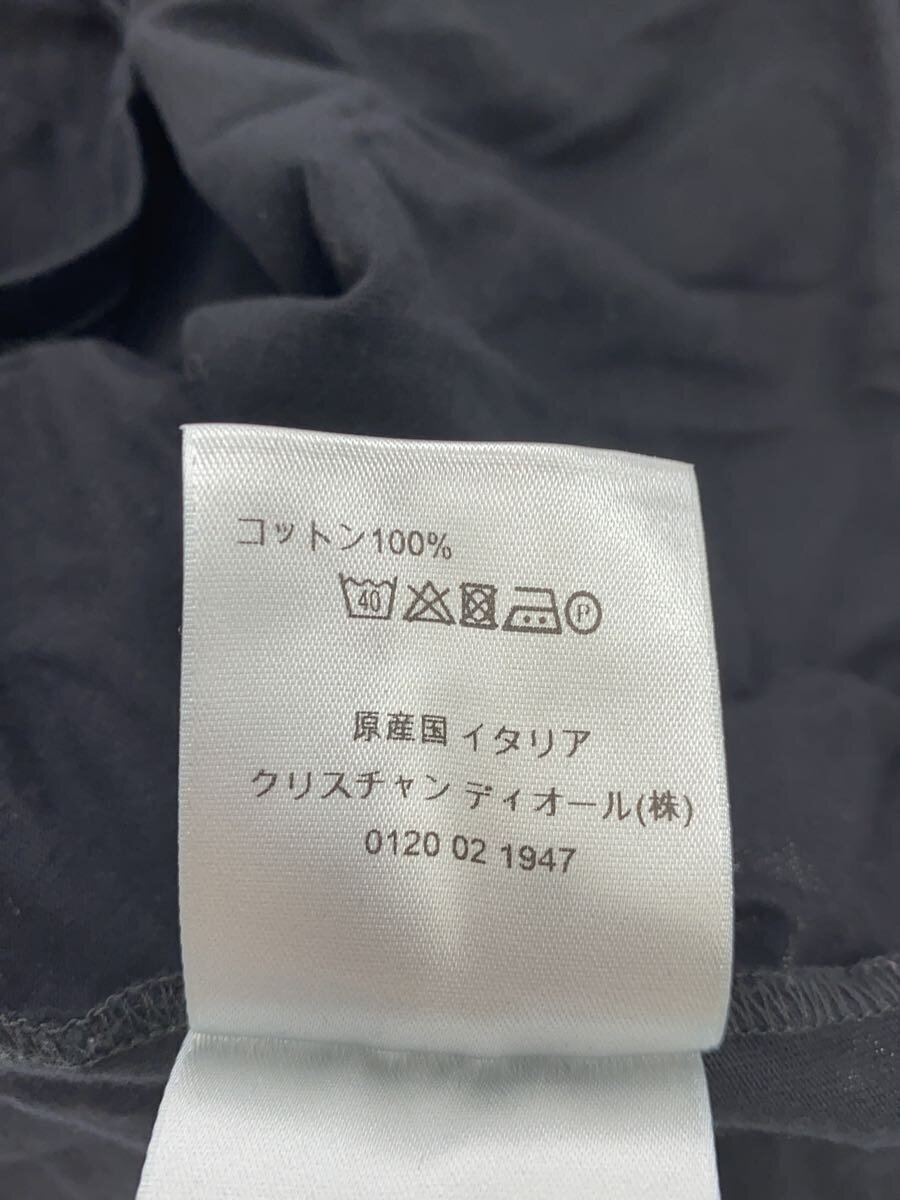 コットン100%
40 P
原産国 イタリア
クリスチャン ディオール(株)
0120 02 1947